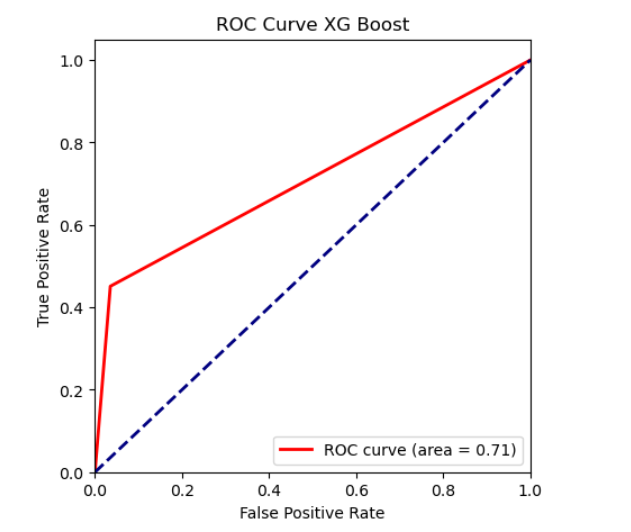 ROC Curve XG Boost
True Positive Rate
1.0
0.8
0.6
0.4
0.2
0.0
ROC curve (area = 0.71)
0.0 0.2 0.4 0.6 0.8 1.0
False Positive Rate